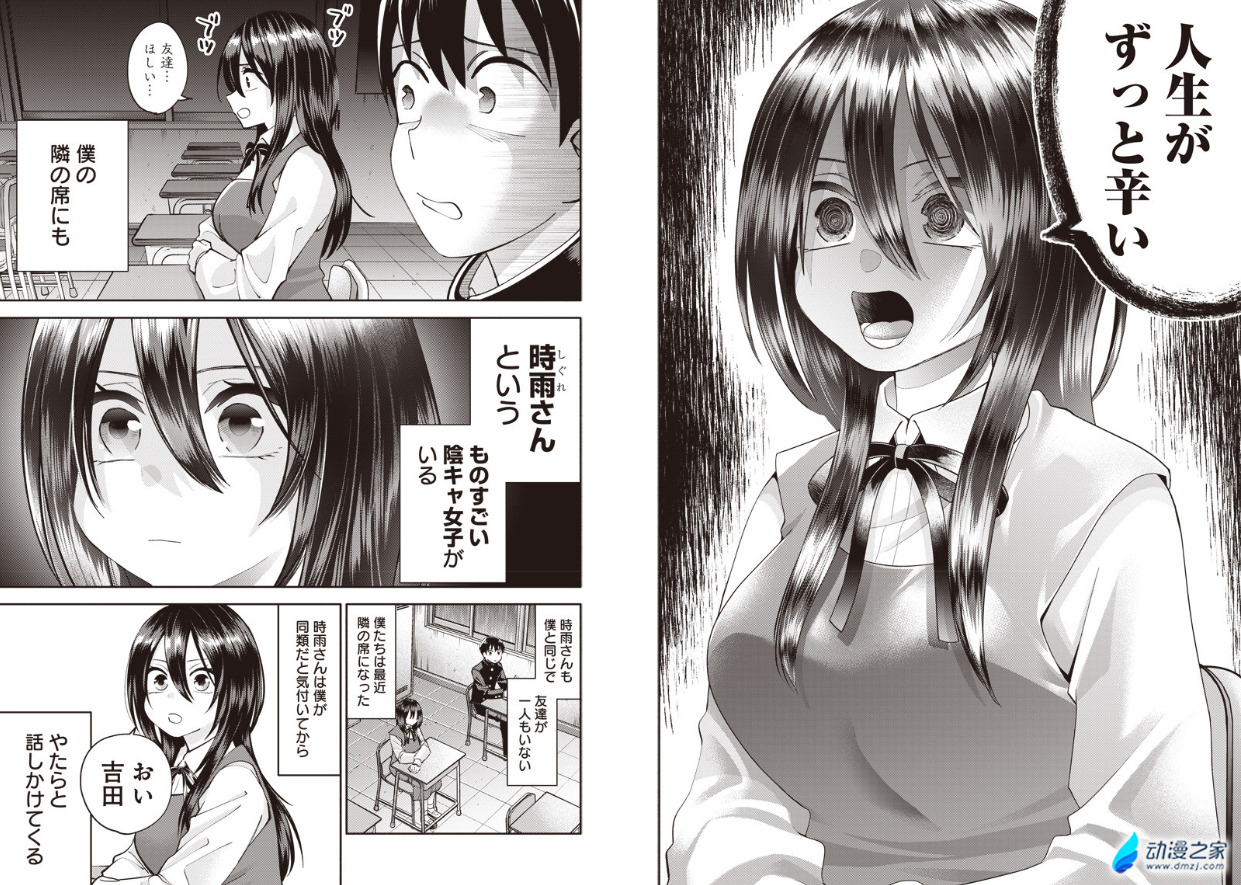 人生が
ずっと辛い
ブッ
ブッ
友達…
ほしい…
僕の
隣の席にも
時雨さん
しぐれ
という
ものすごい
陰キャ女子が
いる
時雨さんも
僕と同じで
友達が
一人もいない
僕たちは最近
隣の席になった
時雨さんは僕が
同類だと気付いてから
おい
吉田
やたらと
話しかけてくる
动漫之家
www.dmzj.com